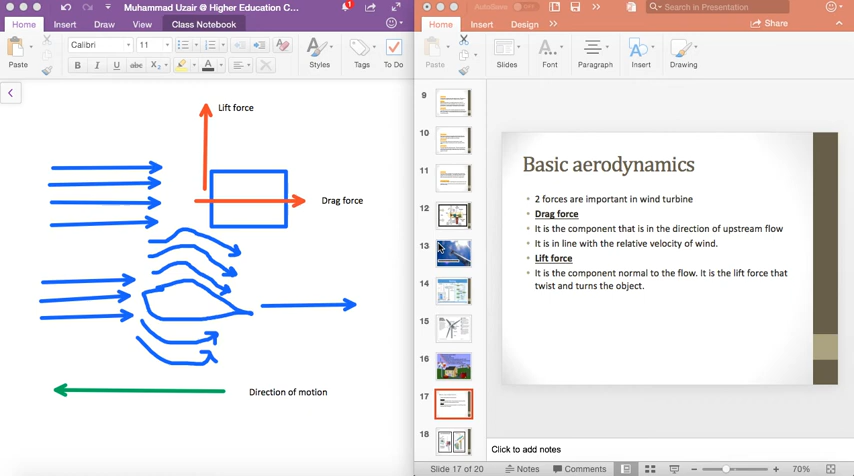 Muhammad Uzair @ Higher Education C...
1
Home Insert Draw View Class Notebook
Calibri 11
Paste
B I U abc X₂ A
Styles Tags To Do
Lift force
Drag force
Direction of motion
AutoSave OFF
Search in Presentation
Home Insert Design Share
Paste Slides Font Paragraph Insert Drawing
9
10
11
12
13
14
15
16
17
18
Basic aerodynamics
• 2 forces are important in wind turbine
• Drag force
• It is the component that is in the direction of upstream flow
• It is in line with the relative velocity of wind.
• Lift force
• It is the component normal to the flow. It is the lift force that
twist and turns the object.
Click to add notes
Slide 17 of 20 Notes Comments 70%